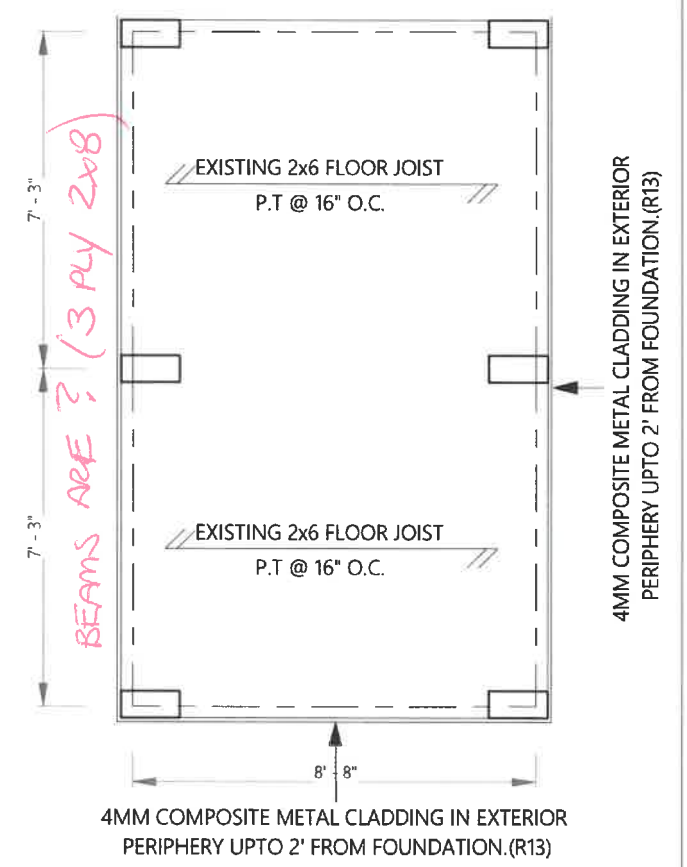 EXISTING 2x6 FLOOR JOIST
P.T @ 16" O.C.
7' - 3"
BEAMS ARE ? (3 PLY 2x8)
4MM COMPOSITE METAL CLADDING IN EXTERIOR
PERIPHERY UPTO 2' FROM FOUNDATION.(R13)
7' - 3"
EXISTING 2x6 FLOOR JOIST
P.T @ 16" O.C.
8' - 8"
4MM COMPOSITE METAL CLADDING IN EXTERIOR
PERIPHERY UPTO 2' FROM FOUNDATION.(R13)